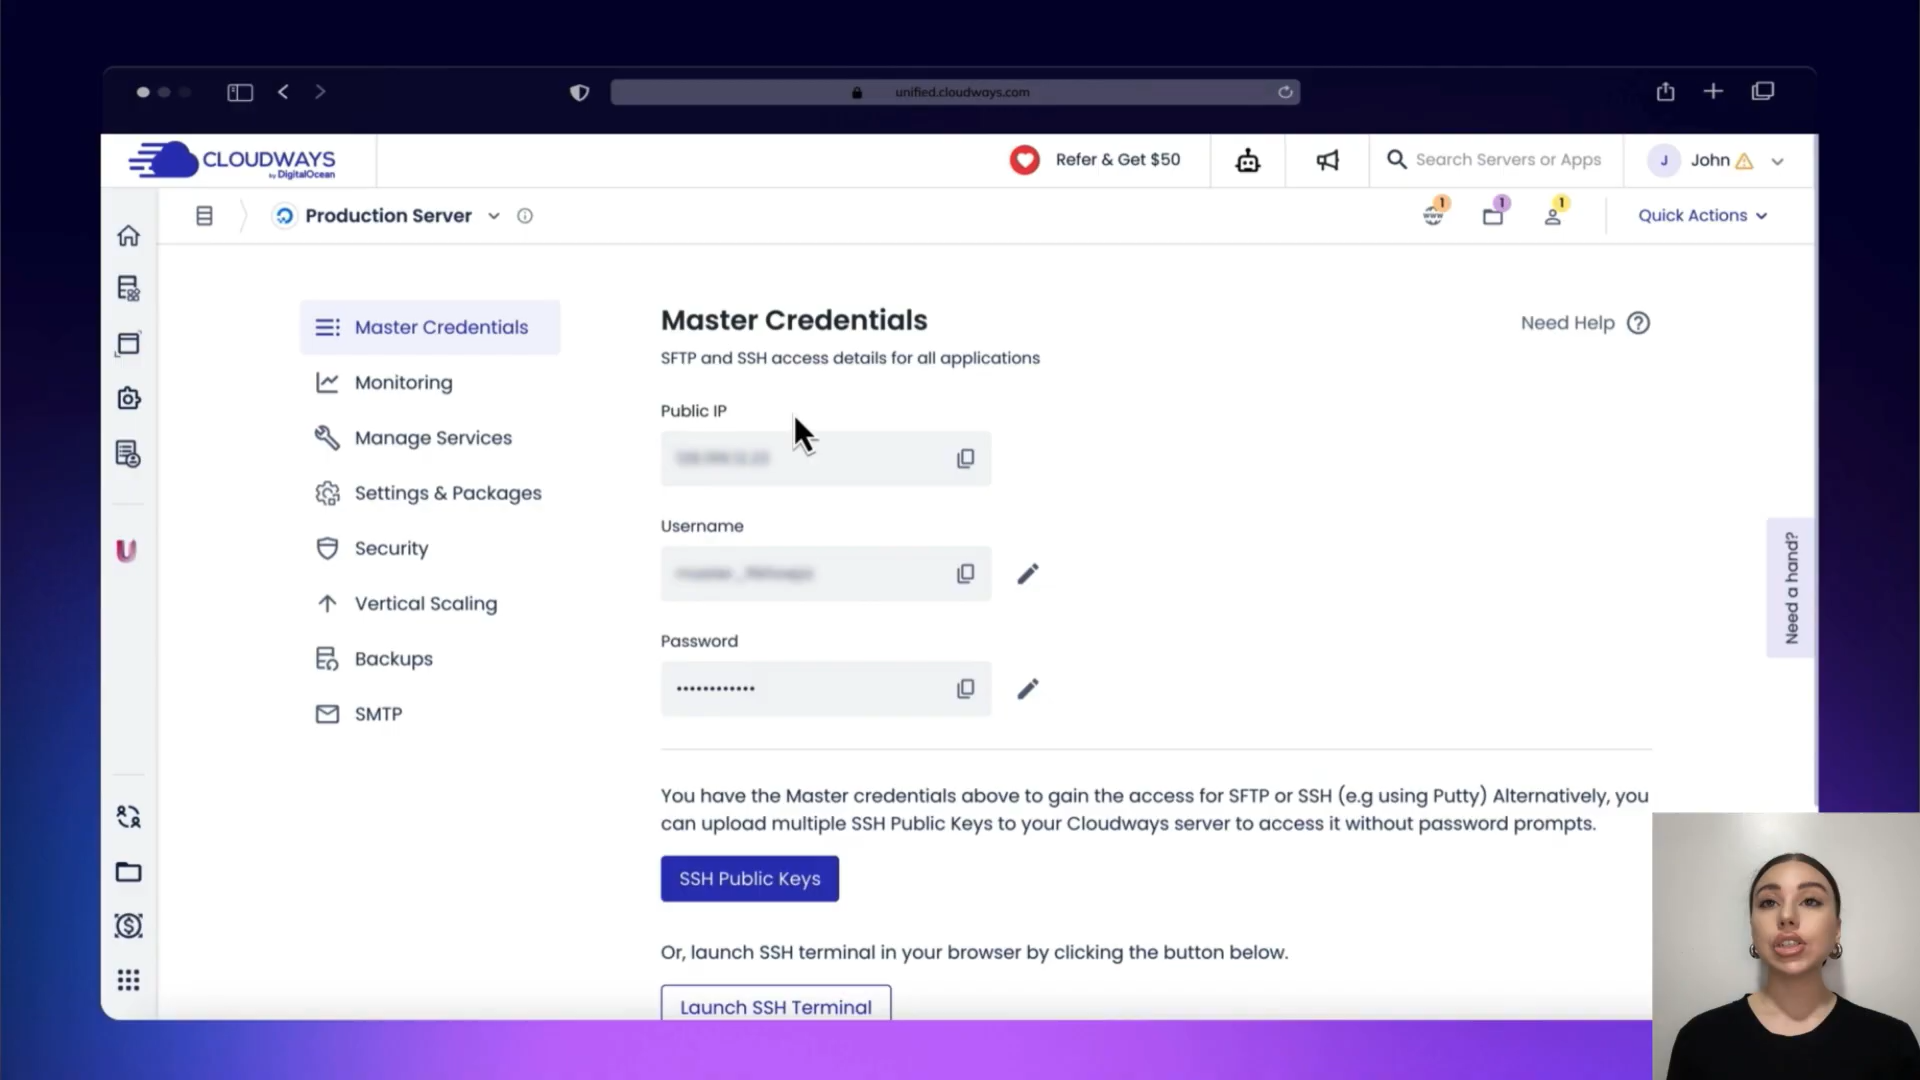 unified.cloudways.com
CLOUDWAYS
by DigitalOcean
Refer & Get $50
Search Servers or Apps
J
John
Production Server
1
1
1
Quick Actions
Master Credentials
Monitoring
Manage Services
Settings & Packages
Security
Vertical Scaling
Backups
SMTP
Master Credentials
Need Help
SFTP and SSH access details for all applications
Public IP
Username
Password
••••••••••••
You have the Master credentials above to gain the access for SFTP or SSH (e.g using Putty) Alternatively, you
can upload multiple SSH Public Keys to your Cloudways server to access it without password prompts.
SSH Public Keys
Or, launch SSH terminal in your browser by clicking the button below.
Launch SSH Terminal
Need a hand?